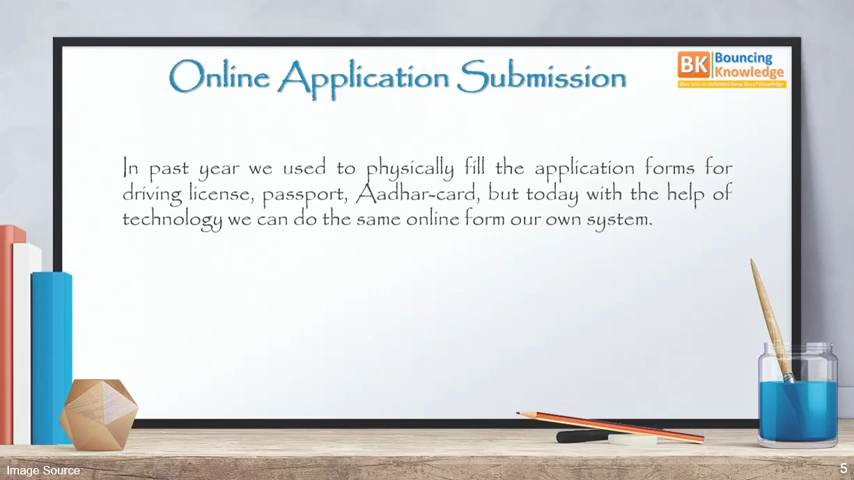 Online Application Submission
BK Bouncing
Knowledge
In past year we used to physically fill the application forms for
driving license, passport, Aadhar-card, but today with the help of
technology we can do the same online form our own system.
Image Source:
5